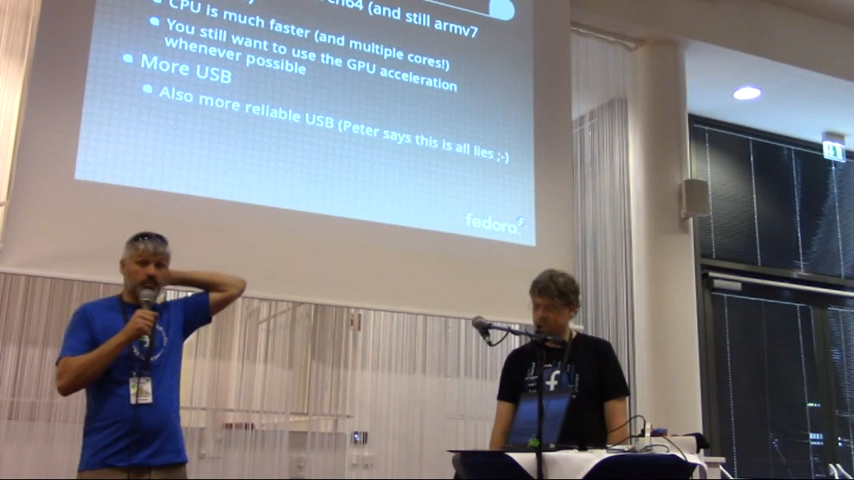 (and still armv7
CPU is much faster (and multiple cores!)
You still want to use the GPU acceleration
whenever possible
More USB
Also more reliable USB (Peter says this is all lies ;-)
fedora
f